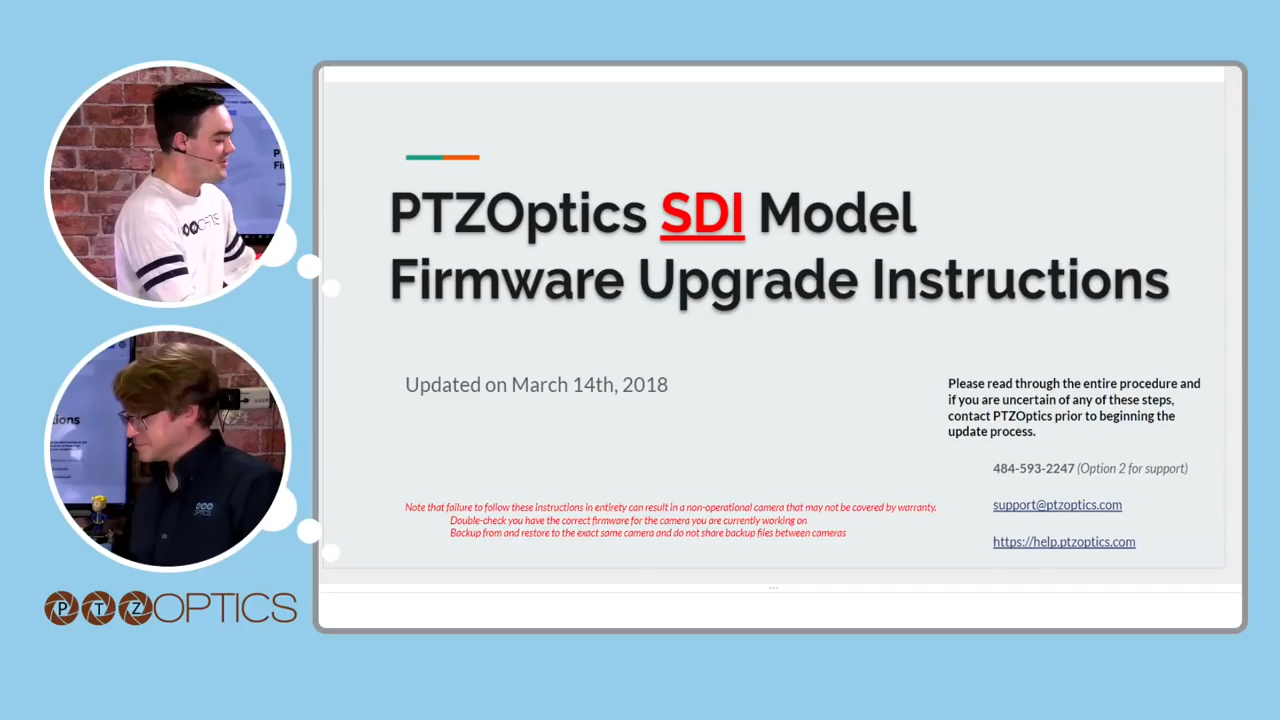 PTZOptics SDI Model
Firmware Upgrade Instructions
Updated on March 14th, 2018
Please read through the entire procedure and
if you are uncertain of any of these steps,
contact PTZOptics prior to beginning the
update process.
484-593-2247 (Option 2 for support)
support@ptzoptics.com
https://help.ptzoptics.com
Note that failure to follow these instructions in entirety can result in a non-operational camera that may not be covered by warranty.
Double-check you have the correct firmware for the camera you are currently working on
Backup from and restore to the exact same camera and do not share backup files between cameras
PTZOPTICS